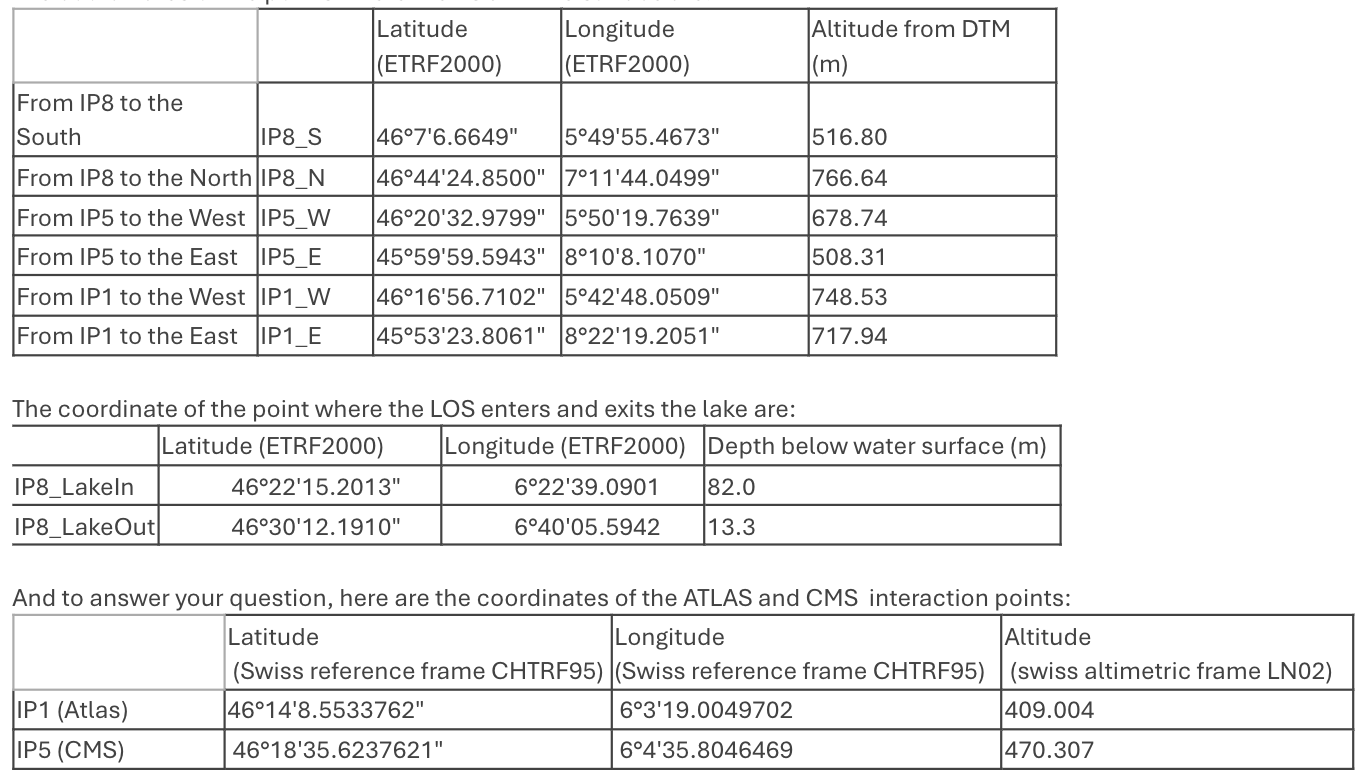 Latitude (ETRF2000) Longitude (ETRF2000) Altitude from DTM (m)
From IP8 to the South IP8_S 46°7'6.6649" 5°49'55.4673" 516.80
From IP8 to the North IP8_N 46°44'24.8500" 7°11'44.0499" 766.64
From IP5 to the West IP5_W 46°20'32.9799" 5°50'19.7639" 678.74
From IP5 to the East IP5_E 45°59'59.5943" 8°10'8.1070" 508.31
From IP1 to the West IP1_W 46°16'56.7102" 5°42'48.0509" 748.53
From IP1 to the East IP1_E 45°53'23.8061" 8°22'19.2051" 717.94
The coordinate of the point where the LOS enters and exits the lake are:
Latitude (ETRF2000) Longitude (ETRF2000) Depth below water surface (m)
IP8_LakeIn 46°22'15.2013" 6°22'39.0901 82.0
IP8_LakeOut 46°30'12.1910" 6°40'05.5942 13.3
And to answer your question, here are the coordinates of the ATLAS and CMS interaction points:
Latitude (Swiss reference frame CHTRF95) Longitude (Swiss reference frame CHTRF95) Altitude (swiss altimetric frame LN02)
IP1 (Atlas) 46°14'8.5533762" 6°3'19.0049702 409.004
IP5 (CMS) 46°18'35.6237621" 6°4'35.8046469 470.307